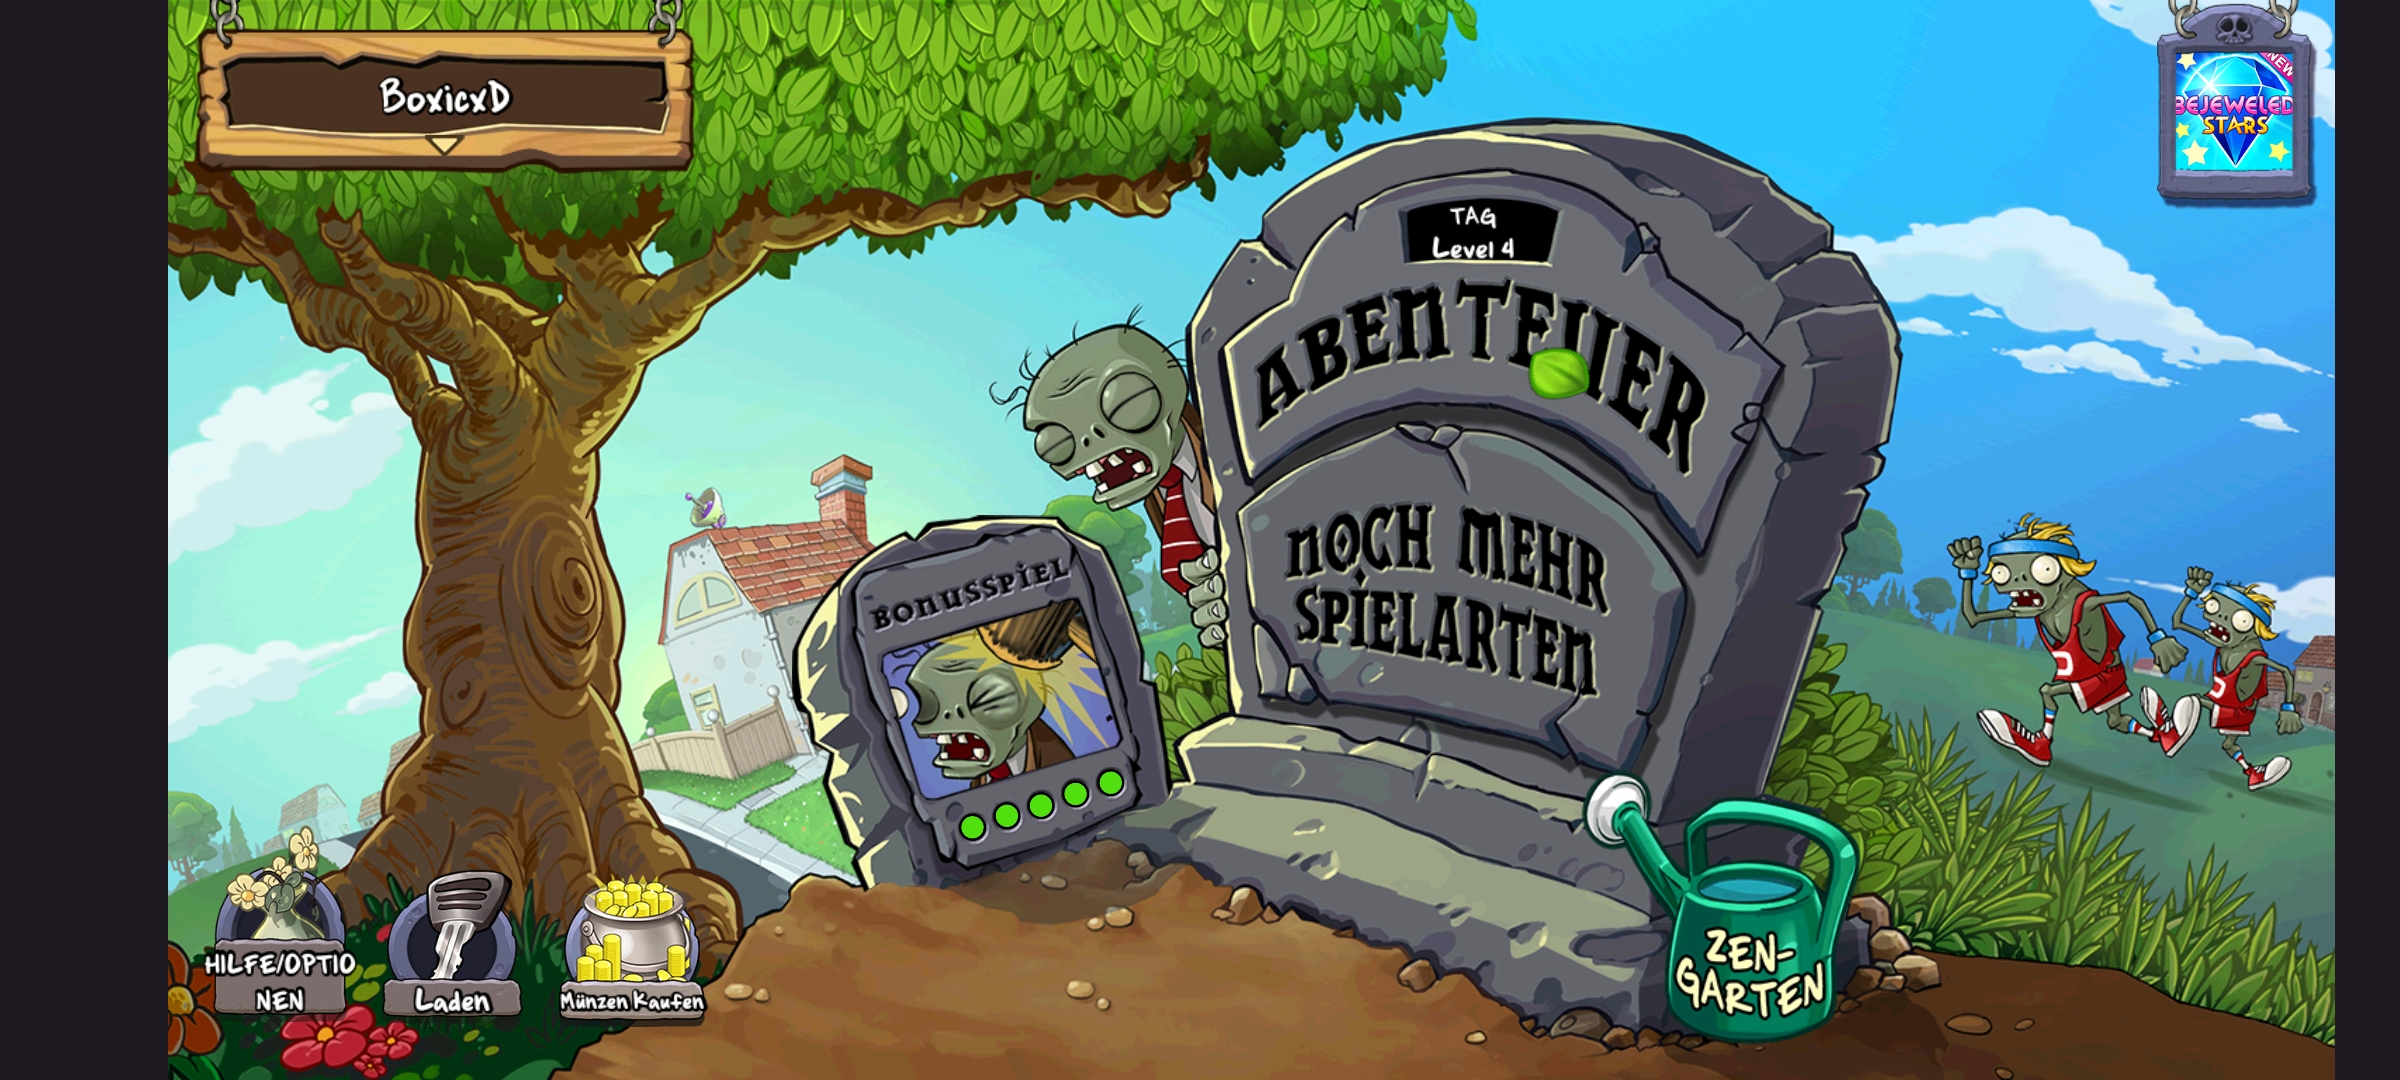 BoxicxD
NEW
BEJEWELED
STARS
TAG
Level 4
ABENTEUER
NOCH MEHR
SPIELARTEN
BONUSSPIEL
HILFE/OPTIO
NEN
Laden
Münzen Kaufen
ZEN-
GARTEN